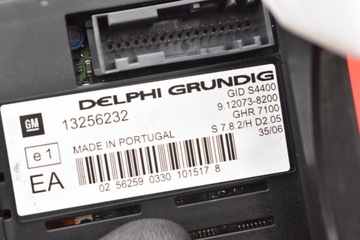 DELPHI GRUNDIG
GM
13256232
GID S4400
9.12073-8200
GHR 7100
e1
MADE IN PORTUGAL
S 7.8.2/H D2.05
35/06
EA
02 56259 0330 101517 8